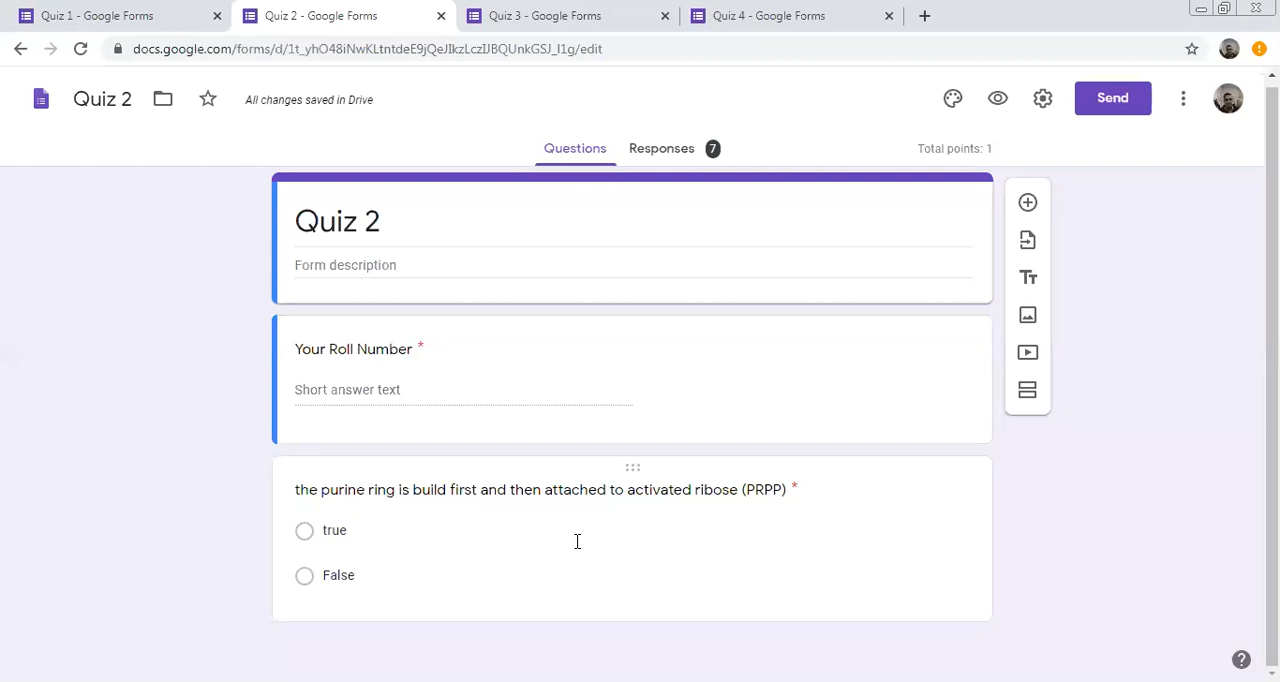 Quiz 1 - Google Forms
Quiz 2 - Google Forms
Quiz 3 - Google Forms
Quiz 4 - Google Forms
docs.google.com/forms/d/1t_yhO48iNwKLtntdeE9jQeJIkzLczIJBQUnkGSJ_l1g/edit
Quiz 2
All changes saved in Drive
Send
Questions
Responses 7
Total points: 1
Quiz 2
Form description
Your Roll Number *
Short answer text
the purine ring is build first and then attached to activated ribose (PRPP) *
true
False